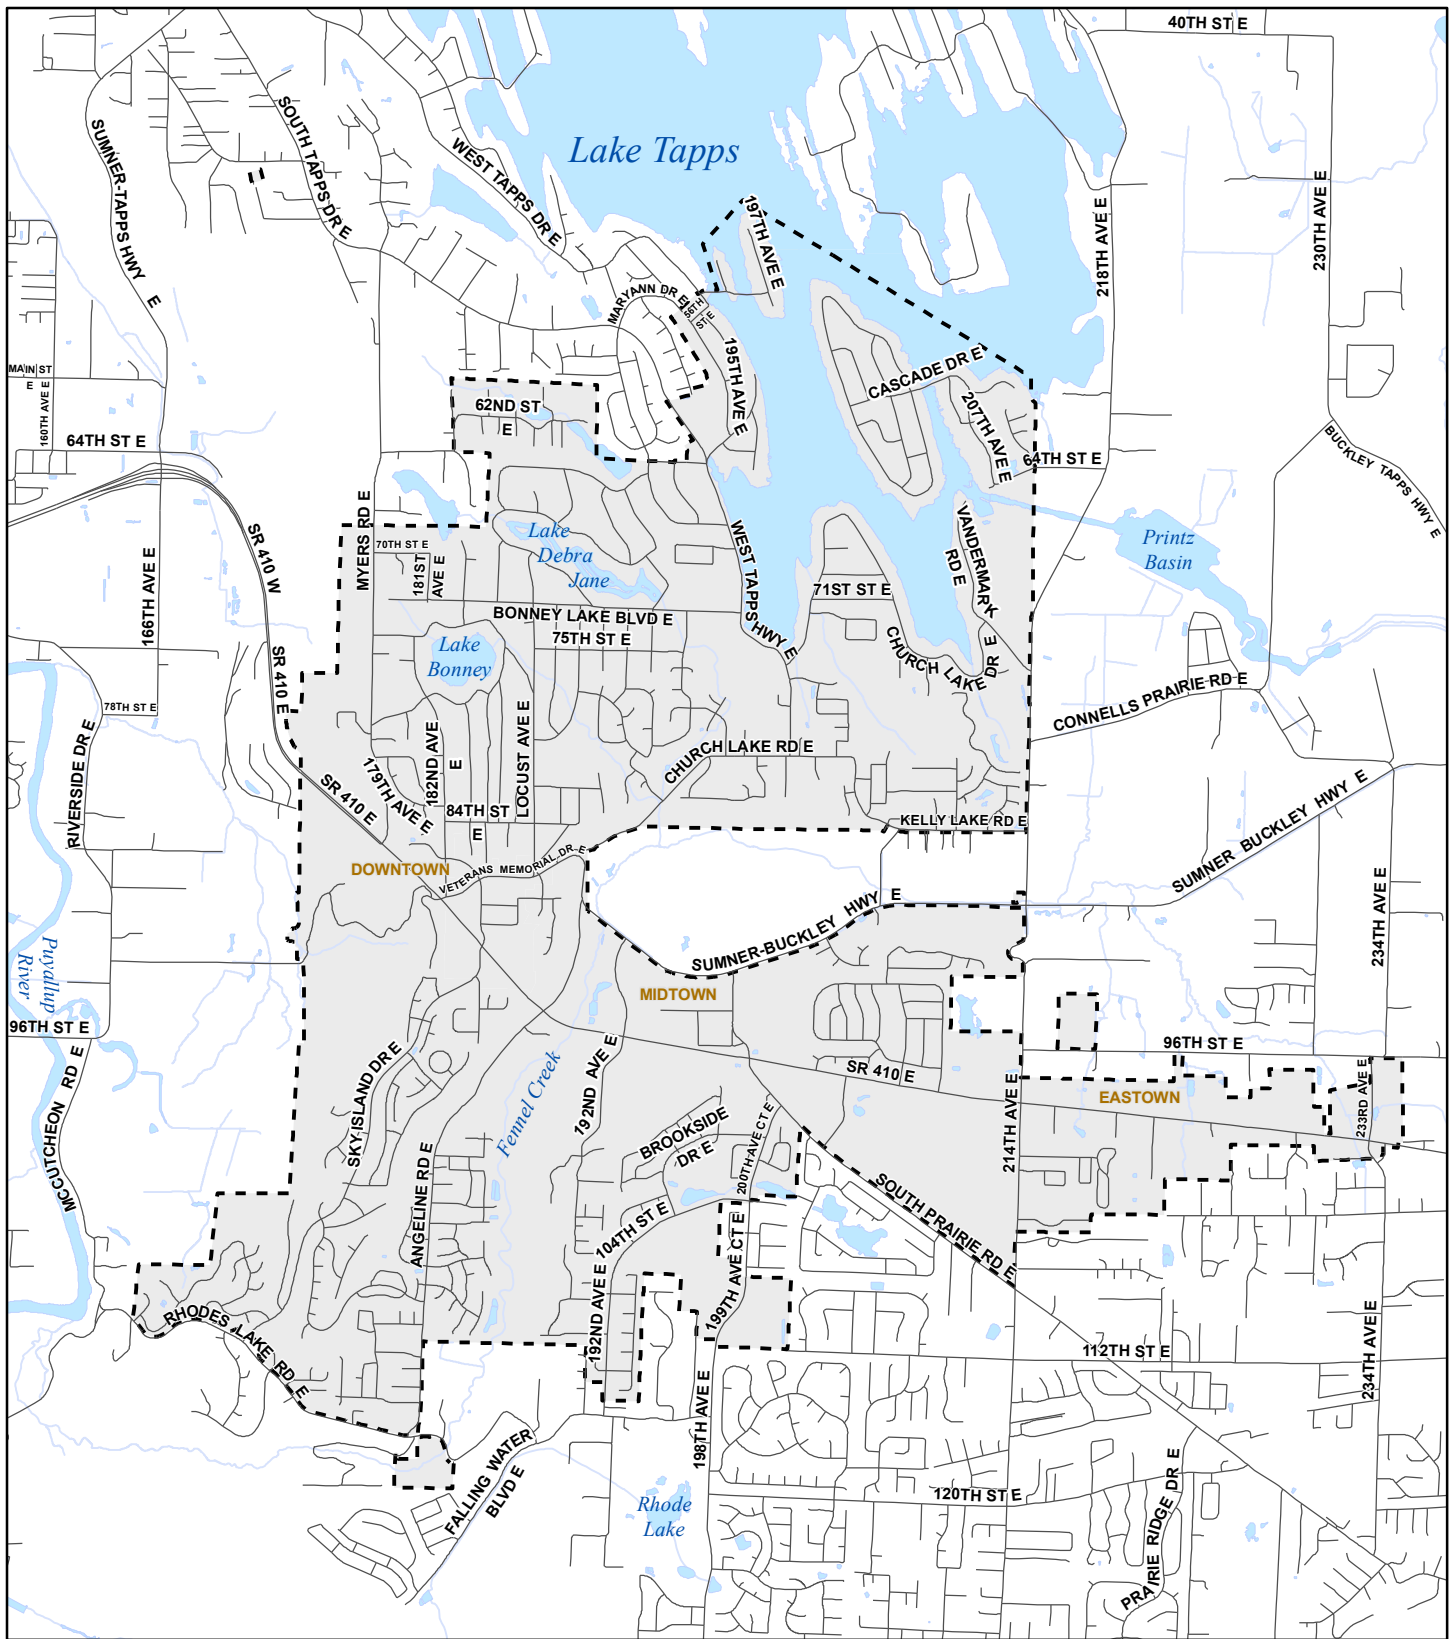 40TH ST E
SUMNER-TAPPS HWY E
SOUTH TAPPS DR E
WEST TAPPS DR E
Lake Tapps
197TH AVE E
218TH AVE E
230TH AVE E
MARYANN DR E
56TH
ST E
195TH AVE E
CASCADE DR E
207TH AVE E
MAIN ST
E
160TH AVE E
64TH ST E
62ND ST
E
64TH ST E
BUCKLEY TAPPS HWY E
SR 410 W
166TH AVE E
MYERS RD E
70TH ST E
181ST
AVE E
Lake
Debra
Jane
WEST TAPPS HWY E
VANDERMARK
RD E
Printz
Basin
71ST ST E
BONNEY LAKE BLVD E
75TH ST E
Lake
Bonney
CHURCH LAKE DR E
SR 410 E
78TH ST E
RIVERSIDE DR E
CONNELLS PRAIRIE RD E
LOCUST AVE E
182ND AVE
E
179TH AVE E
CHURCH LAKE RD E
SR 410 E
84TH ST
E
KELLY LAKE RD E
SUMNER BUCKLEY HWY E
DOWNTOWN
VETERANS MEMORIAL DR E
SUMNER-BUCKLEY HWY E
234TH AVE E
Puyallup
River
MIDTOWN
96TH ST E
96TH ST E
MCCUTCHEON RD E
SKY ISLAND DR E
Fennel Creek
192ND AVE E
SR 410 E
214TH AVE E
EASTOWN
233RD AVE E
BROOKSIDE
DR E
200TH AVE CT E
ANGELINE RD E
104TH ST E
SOUTH PRAIRIE RD E
199TH AVE CT E
192ND AVE E
RHODES LAKE RD E
112TH ST E
234TH AVE E
198TH AVE E
FALLING WATER
BLVD E
Rhode
Lake
120TH ST E
PRAIRIE RIDGE DR E